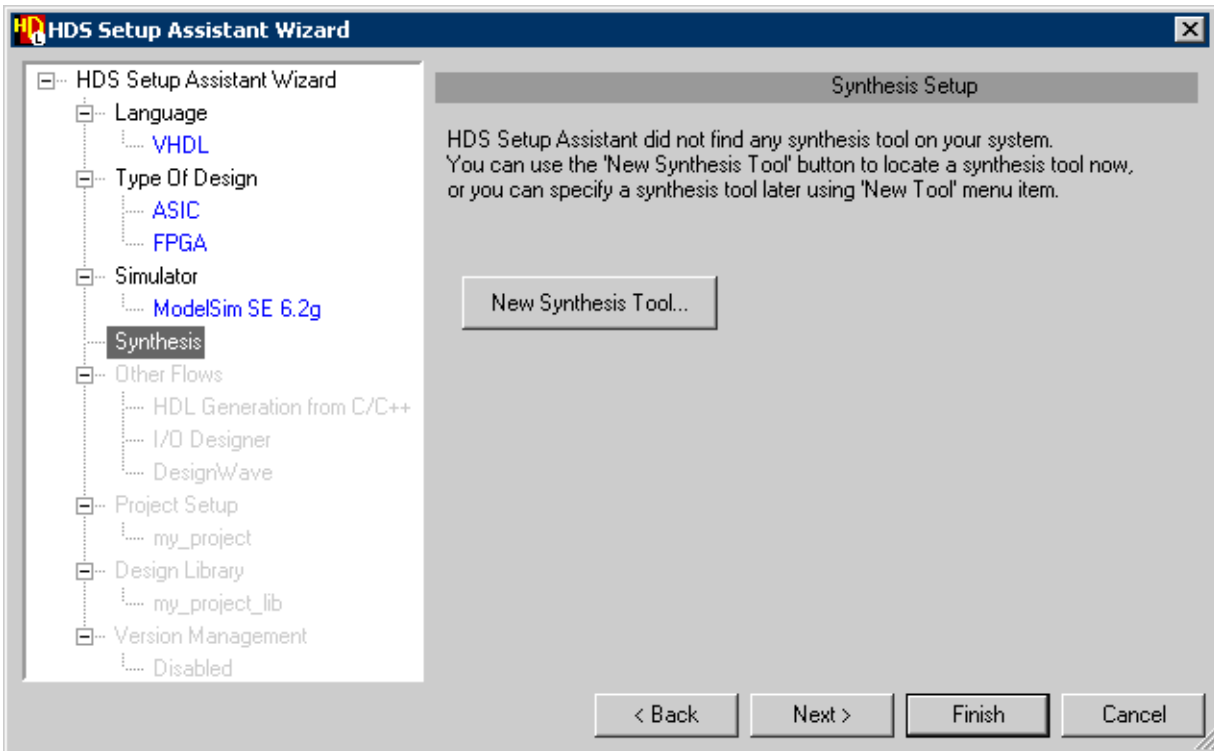 HDS Setup Assistant Wizard
HDS Setup Assistant Wizard
Language
VHDL
Type Of Design
ASIC
FPGA
Simulator
ModelSim SE 6.2g
Synthesis
Other Flows
HDL Generation from C/C++
I/O Designer
DesignWave
Project Setup
my_project
Design Library
my_project_lib
Version Management
Disabled
Synthesis Setup
HDS Setup Assistant did not find any synthesis tool on your system.
You can use the 'New Synthesis Tool' button to locate a synthesis tool now,
or you can specify a synthesis tool later using 'New Tool' menu item.
New Synthesis Tool...
< Back
Next >
Finish
Cancel